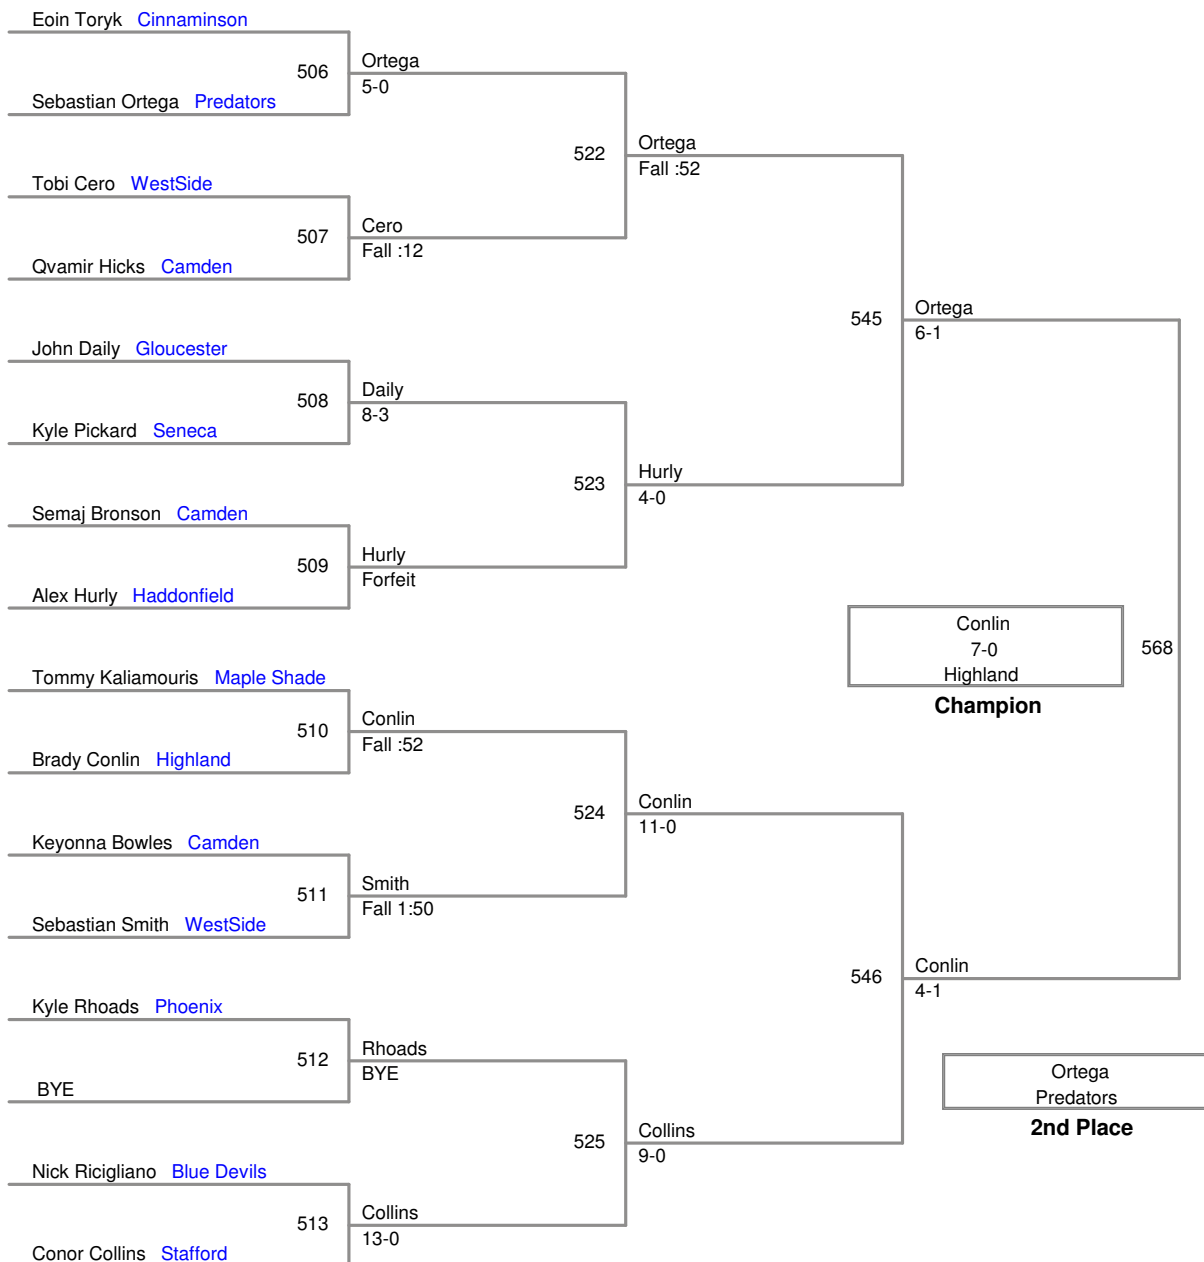 Eoin Toryk Cinnaminson
506
Ortega
5-0
Sebastian Ortega Predators
522
Ortega
Fall :52
Tobi Cero WestSide
507
Cero
Fall :12
Qvamir Hicks Camden
545
Ortega
6-1
John Daily Gloucester
508
Daily
8-3
Kyle Pickard Seneca
523
Hurly
4-0
Semaj Bronson Camden
509
Hurly
Forfeit
Alex Hurly Haddonfield
Conlin
7-0
Highland
568
Champion
Tommy Kaliamouris Maple Shade
510
Conlin
Fall :52
Brady Conlin Highland
524
Conlin
11-0
Keyonna Bowles Camden
511
Smith
Fall 1:50
Sebastian Smith WestSide
546
Conlin
4-1
Kyle Rhoads Phoenix
512
Rhoads
BYE
BYE
Ortega
Predators
2nd Place
525
Collins
9-0
Nick Ricigliano Blue Devils
513
Collins
13-0
Conor Collins Stafford